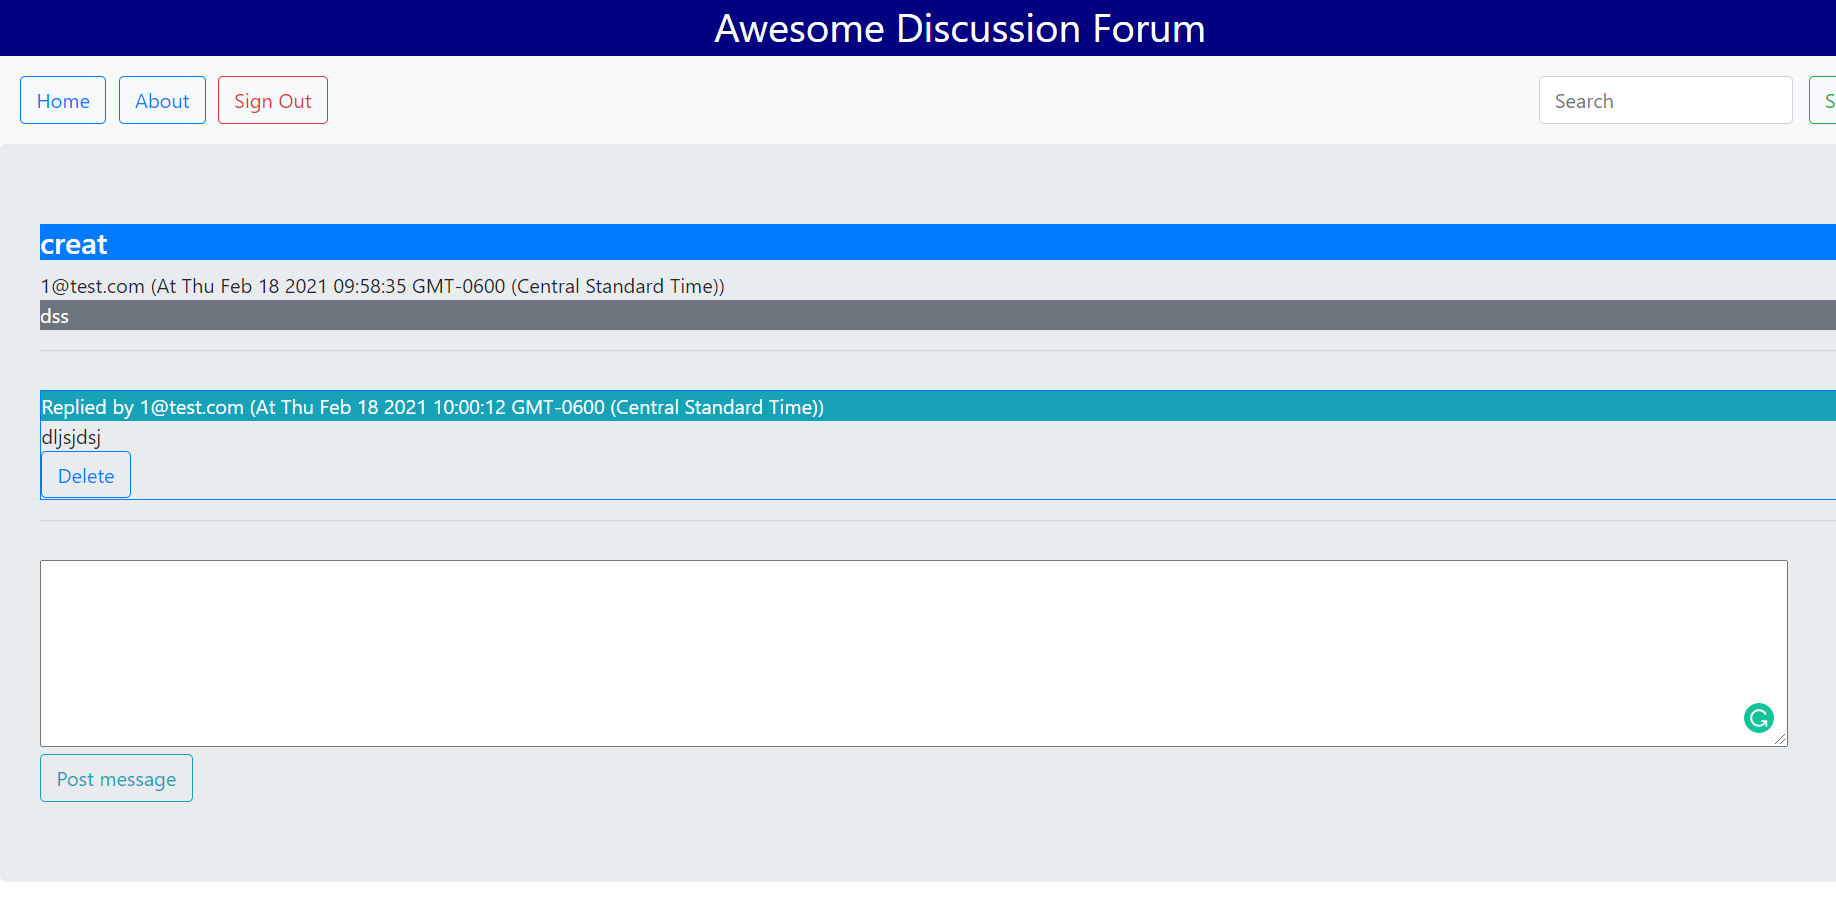 Awesome Discussion Forum
Home About Sign Out Search S
creat
1@test.com (At Thu Feb 18 2021 09:58:35 GMT-0600 (Central Standard Time))
dss
Replied by 1@test.com (At Thu Feb 18 2021 10:00:12 GMT-0600 (Central Standard Time))
dljsjdsj
Delete
Post message